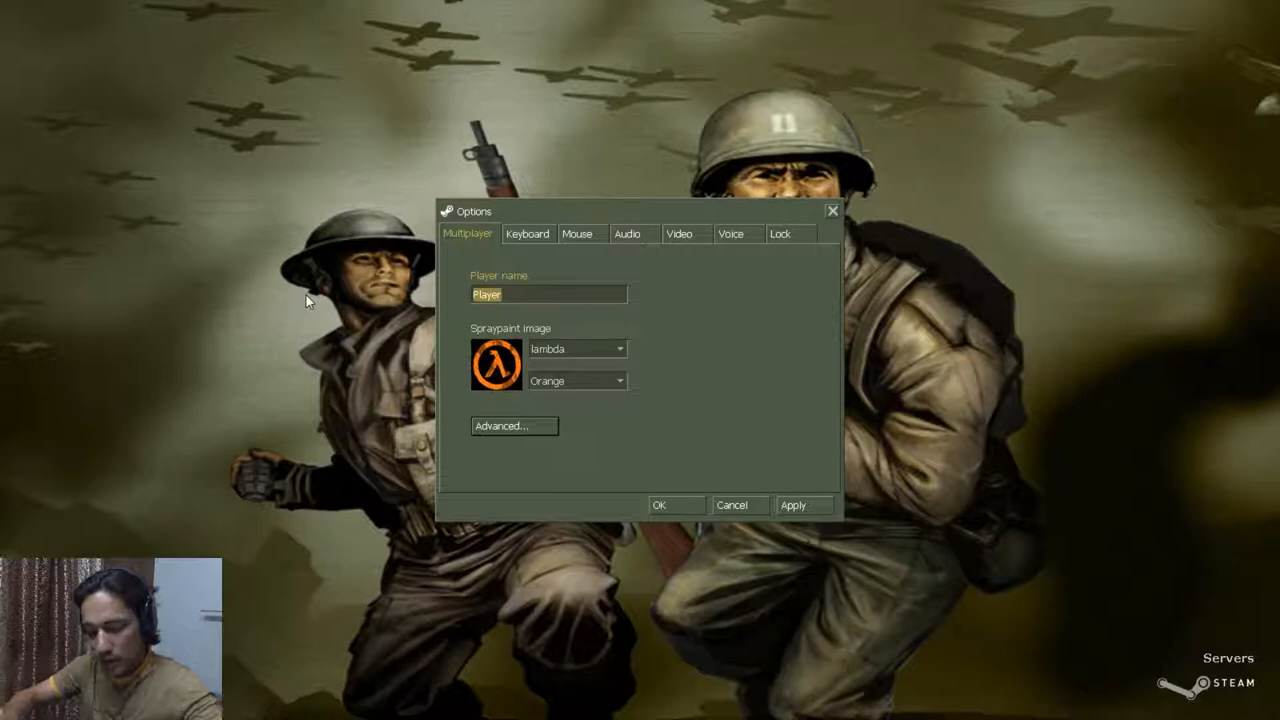 Options
Multiplayer Keyboard Mouse Audio Video Voice Lock
Player name
Player
Spraypaint image
lambda
Orange
Advanced...
OK Cancel Apply
Servers
STEAM